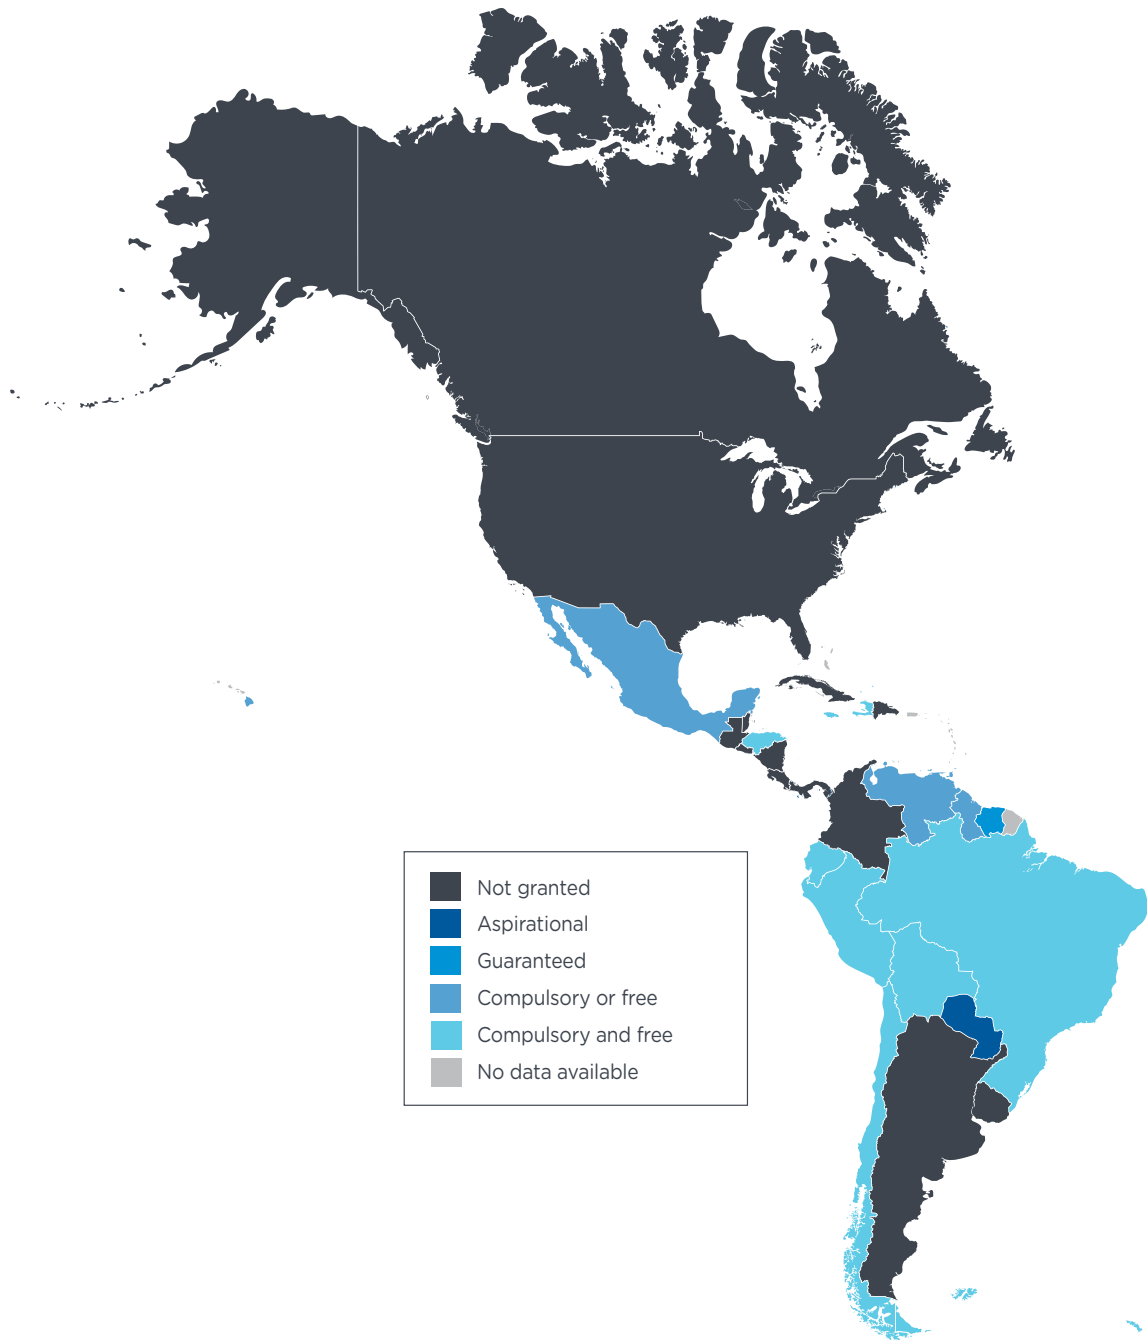 Not granted
Aspirational
Guaranteed
Compulsory or free
Compulsory and free
No data available